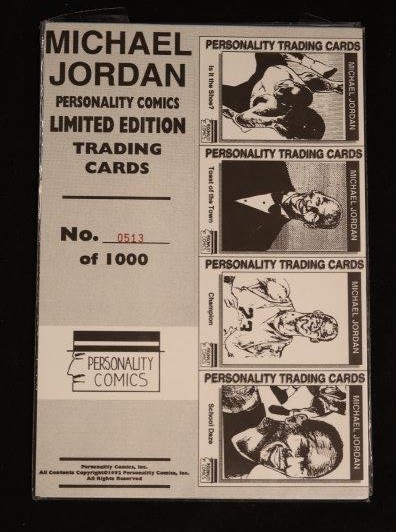 MICHAEL
JORDAN
PERSONALITY COMICS
LIMITED EDITION
TRADING
CARDS
No. 0513
of 1000
PERSONALITY
COMICS
Personality Comics, Inc.
All Contents Copyright©1992 Personality Comics, Inc.
All Rights Reserved
PERSONALITY TRADING CARDS
Is it the Shoe?
MICHAEL JORDAN
PERSONALITY TRADING CARDS
Toast of the Town
MICHAEL JORDAN
PERSONALITY TRADING CARDS
Champion
23
MICHAEL JORDAN
PERSONALITY TRADING CARDS
School Daze
MICHAEL JORDAN